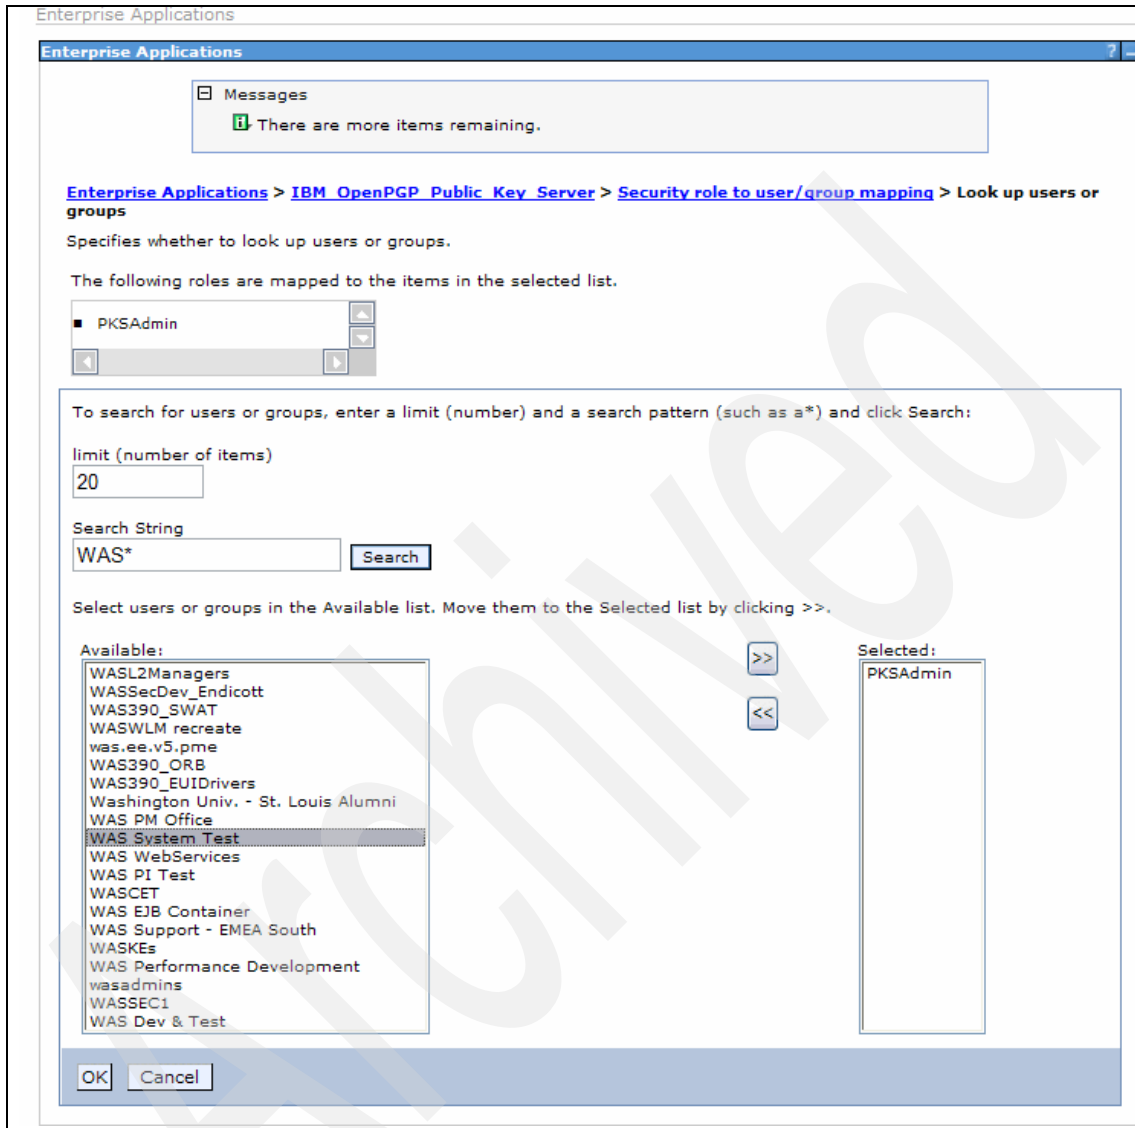 Enterprise Applications
Enterprise Applications ? _
Messages
There are more items remaining.
Enterprise Applications > IBM_OpenPGP_Public_Key_Server > Security role to user/group mapping > Look up users or
groups
Specifies whether to look up users or groups.
The following roles are mapped to the items in the selected list.
PKSAdmin
To search for users or groups, enter a limit (number) and a search pattern (such as a*) and click Search:
limit (number of items)
20
Search String
WAS* Search
Select users or groups in the Available list. Move them to the Selected list by clicking >>.
Available:
WASL2Managers
WASSecDev_Endicott
WAS390_SWAT
WASWLM recreate
was.ee.v5.pme
WAS390_ORB
WAS390_EUIDrivers
Washington Univ. - St. Louis Alumni
WAS PM Office
WAS System Test
WAS WebServices
WAS PI Test
WASCET
WAS EJB Container
WAS Support - EMEA South
WASKEs
WAS Performance Development
wasadmins
WASSEC1
WAS Dev & Test
>>
<<
Selected:
PKSAdmin
OK Cancel
Archived